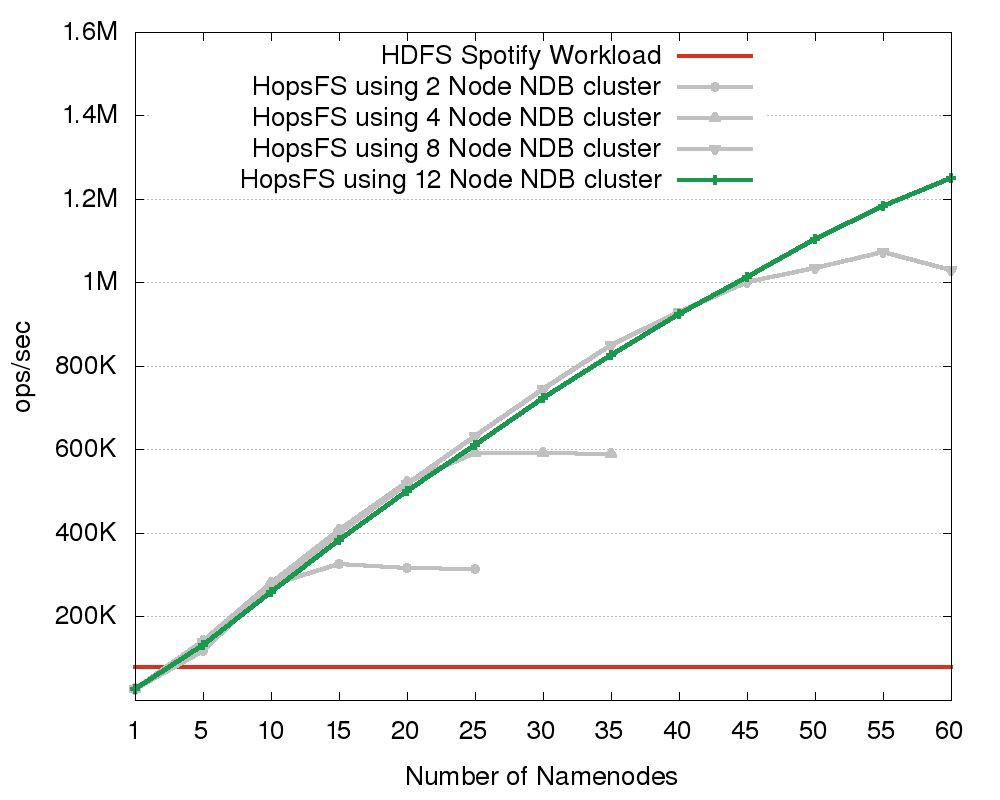 1.6M
HDFS Spotify Workload
HopsFS using 2 Node NDB cluster
1.4M
HopsFS using 4 Node NDB cluster
HopsFS using 8 Node NDB cluster
HopsFS using 12 Node NDB cluster
1.2M
1M
800K
600K
400K
200K
ops/sec
1 5 10 15 20 25 30 35 40 45 50 55 60
Number of Namenodes